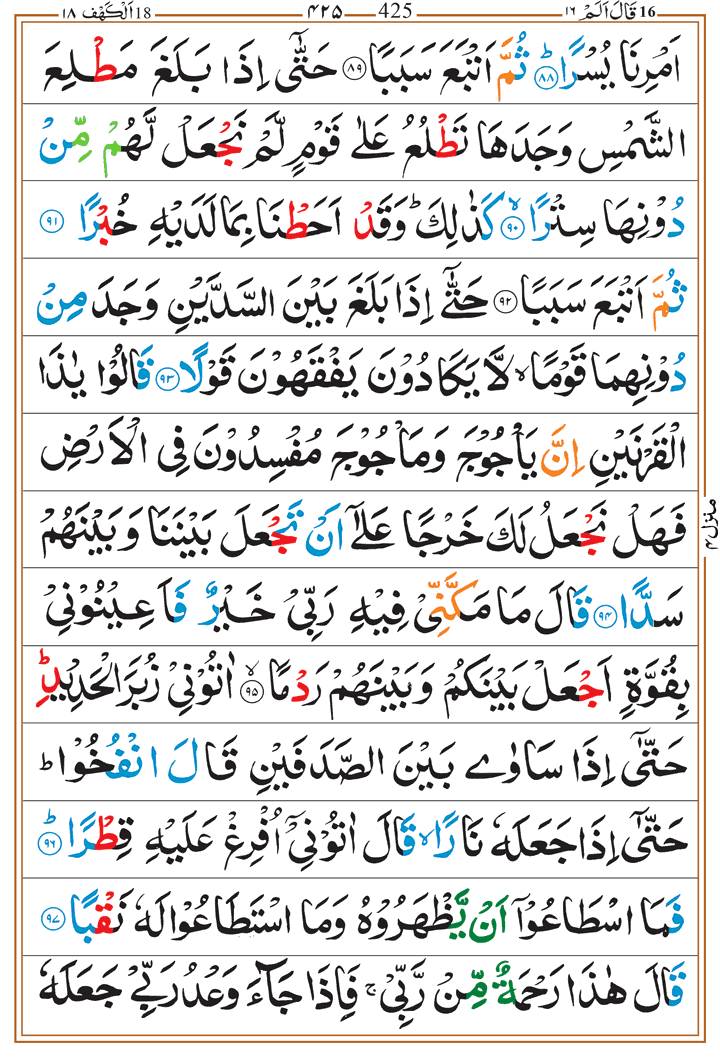 16 قَالَ اَلَمْ ١٦ 425 ٤٢٥ 18 اَلْكَهْف ١٨
اَمْرِنَا يُسْرًاؕ‏ ﴿۸۸﴾ ثُمَّ اَتْبَعَ سَبَبًا‏ ﴿۸۹﴾ حَتّٰٓى اِذَا بَلَغَ مَطْلِعَ
الشَّمْسِ وَجَدَهَا تَطْلُعُ عَلٰى قَوْمٍ لَّمْ نَجْعَلْ لَّهُمْ مِّنْ
دُوْنِهَا سِتْرًاۙ‏ ﴿۹۰﴾ كَذٰلِكَؕ وَقَدْ اَحَطْنَا بِمَا لَدَيْهِ خُبْرًا‏ ﴿۹۱﴾
ثُمَّ اَتْبَعَ سَبَبًا‏ ﴿۹۲﴾ حَتّٰٓى اِذَا بَلَغَ بَيْنَ السَّدَّيْنِ وَجَدَ مِنْ
دُوْنِهِمَا قَوْمًاۙ لَّا يَكَادُوْنَ يَفْقَهُوْنَ قَوْلًا‏ ﴿۹۳﴾ قَالُوْا يٰذَا
الْقَرْنَيْنِ اِنَّ يَاْجُوْجَ وَمَاْجُوْجَ مُفْسِدُوْنَ فِى الْاَرْضِ
فَهَلْ نَجْعَلُ لَكَ خَرْجًا عَلٰٓى اَنْ تَجْعَلَ بَيْنَنَا وَبَيْنَهُمْ
سَدًّا‏ ﴿۹۴﴾ قَالَ مَا مَكَّنِّىْ فِيْهِ رَبِّىْ خَيْرٌ فَاَعِيْنُوْنِىْ
بِقُوَّةٍ اَجْعَلْ بَيْنَكُمْ وَبَيْنَهُمْ رَدْمًاۙ‏ ﴿۹۵﴾ اٰتُوْنِىْ زُبَرَ الْحَدِيْدِؕ
حَتّٰٓى اِذَا سَاوٰى بَيْنَ الصَّدَفَيْنِ قَالَ انْفُخُوْاؕ
حَتّٰٓى اِذَا جَعَلَهٗ نَارًاۙ قَالَ اٰتُوْنِىْۤ اُفْرِغْ عَلَيْهِ قِطْرًاؕ‏ ﴿۹۶﴾
فَمَا اسْطَاعُوْۤا اَنْ يَّظْهَرُوْهُ وَمَا اسْتَطَاعُوْا لَهٗ نَقْبًا‏ ﴿۹۷﴾
قَالَ هٰذَا رَحْمَةٌ مِّنْ رَّبِّىْۚ فَاِذَا جَآءَ وَعْدُ رَبِّىْ جَعَلَهٗ
منزل ۴